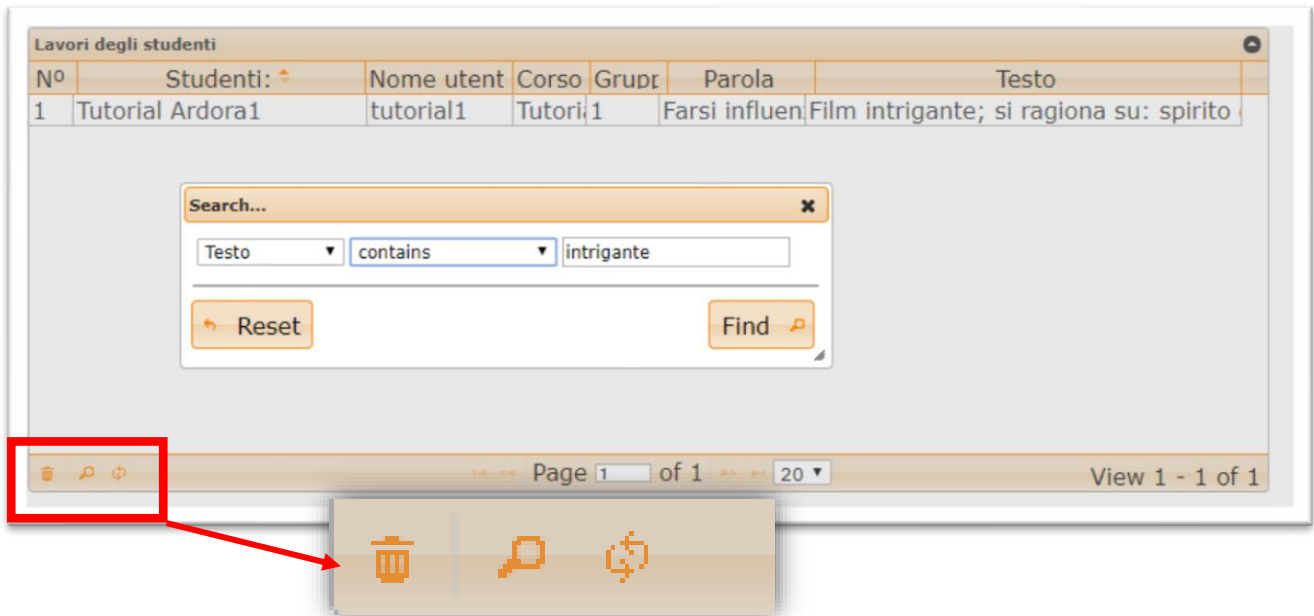 Lavori degli studenti
Nº Studenti: Nome utent Corso Grupp Parola Testo
1 Tutorial Ardora1 tutorial1 Tutoria 1 Farsi influen Film intrigante; si ragiona su: spirito
Search...
Testo contains intrigante
Reset Find
Page 1 of 1 20 View 1 - 1 of 1